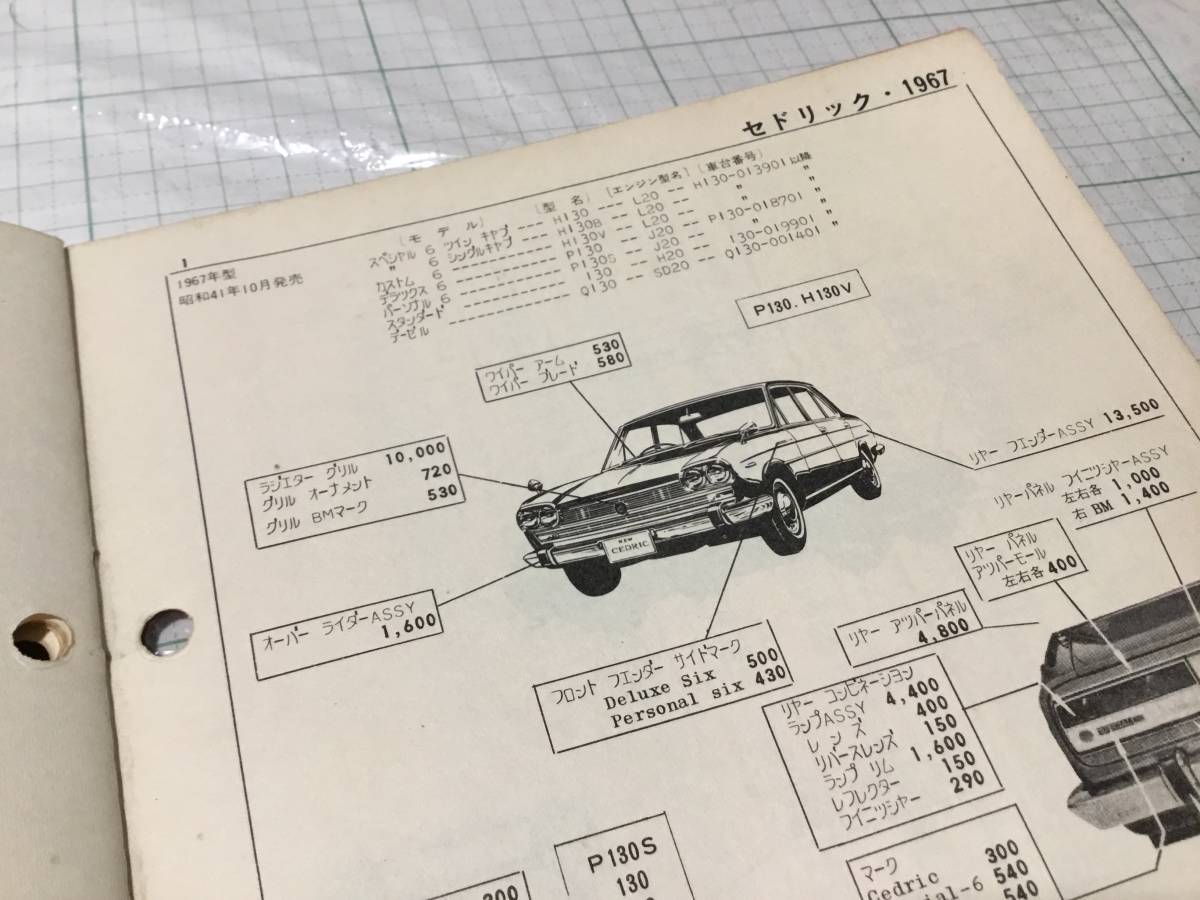 セドリック・1967
1
1967年型
昭和41年10月発売
〔モデル〕 〔型名〕 〔エンジン型名〕 〔車台番号〕
スペシャル 6 ツイン キャブ --- H130 --- L20 -- H130-013901以降
〃 6 シングルキャブ --- H130B -- L20 -- 〃 〃
カストム 6 H130V -- L20 -- 〃
デラックス 6 P130 --- J20 -- P130-018701 〃
パーソナル 6 P130S -- J20 -- 〃
スタンダード 130 --- H20 -- 130-019901 〃
デーゼル Q130 --- SD20 -- Q130-001401 〃
P130.H130V
ワイパー アーム 530
ワイパー ブレード 580
ラジエター グリル 10,000
グリル オーナメント 720
グリル BMマーク 530
NEW
CEDRIC
リヤー フエンダーASSY 13,500
リヤーパネル フイニツシャーASSY
左右各 1,000
右 BM 1,400
リヤー パネル
アツパーモール
左右各 400
オーバー ライダーASSY
1,600
リヤー アツパーパネル
4,800
フロント フエンダー サイドマーク
Deluxe Six 500
Personal six 430
リヤー コンビネーション
ランプASSY 4,400
レンズ 400
リバースレンズ 150
ランプ リム 1,600
レフレクター 150
フイニツシャー 290
P130S
130
マーク
Cedric 300
ial-6 540
540
300